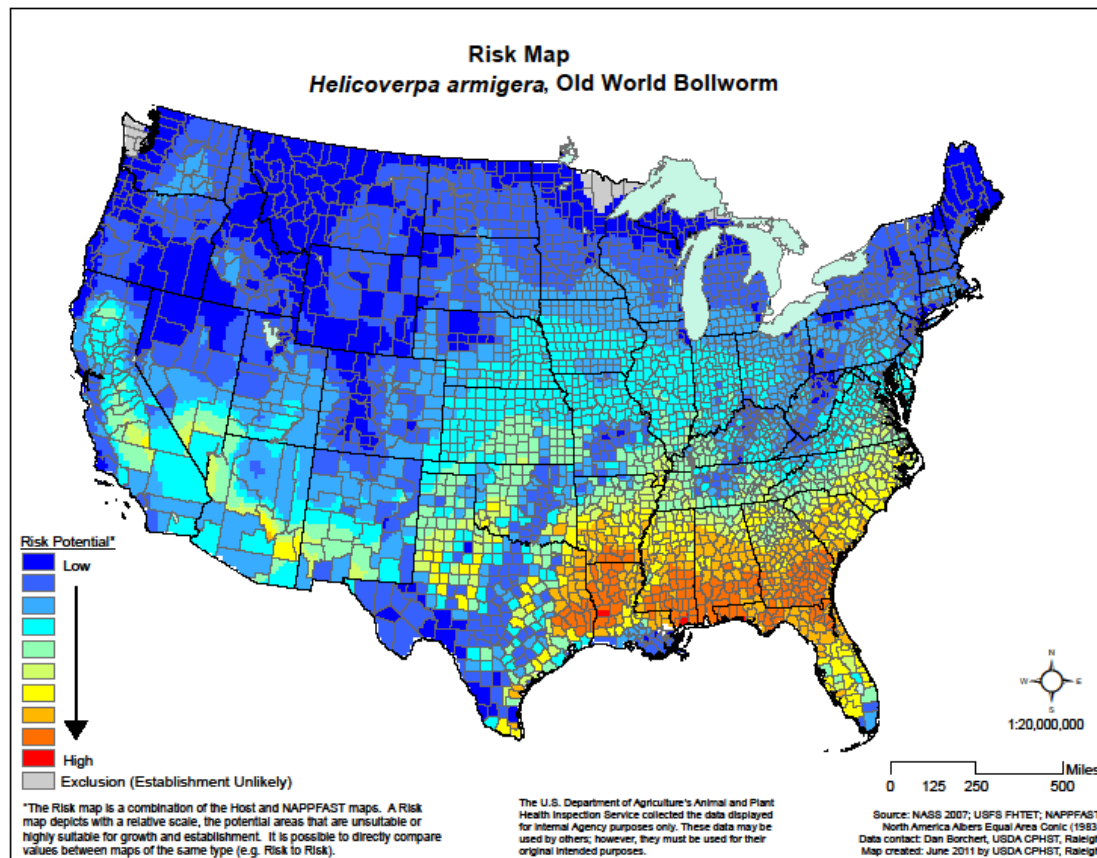 Risk Map
Helicoverpa armigera, Old World Bollworm
Risk Potential*
Low
High
Exclusion (Establishment Unlikely)
N
W E
S
1:20,000,000
Miles
0 125 250 500
*The Risk map is a combination of the Host and NAPPFAST maps. A Risk
map depicts with a relative scale, the potential areas that are unsuitable or
highly suitable for growth and establishment. It is possible to directly compare
values between maps of the same type (e.g. Risk to Risk).
The U.S. Department of Agriculture's Animal and Plant
Health Inspection Service collected the data displayed
for internal Agency purposes only. These data may be
used by others; however, they must be used for their
original intended purposes.
Source: NASS 2007; USFS FHTET; NAPPFAST
North America Albers Equal Area Conic (1983)
Data contact: Dan Borchert, USDA CPHST, Raleigh
Map created: June 2011 by USDA CPHST, Raleigh